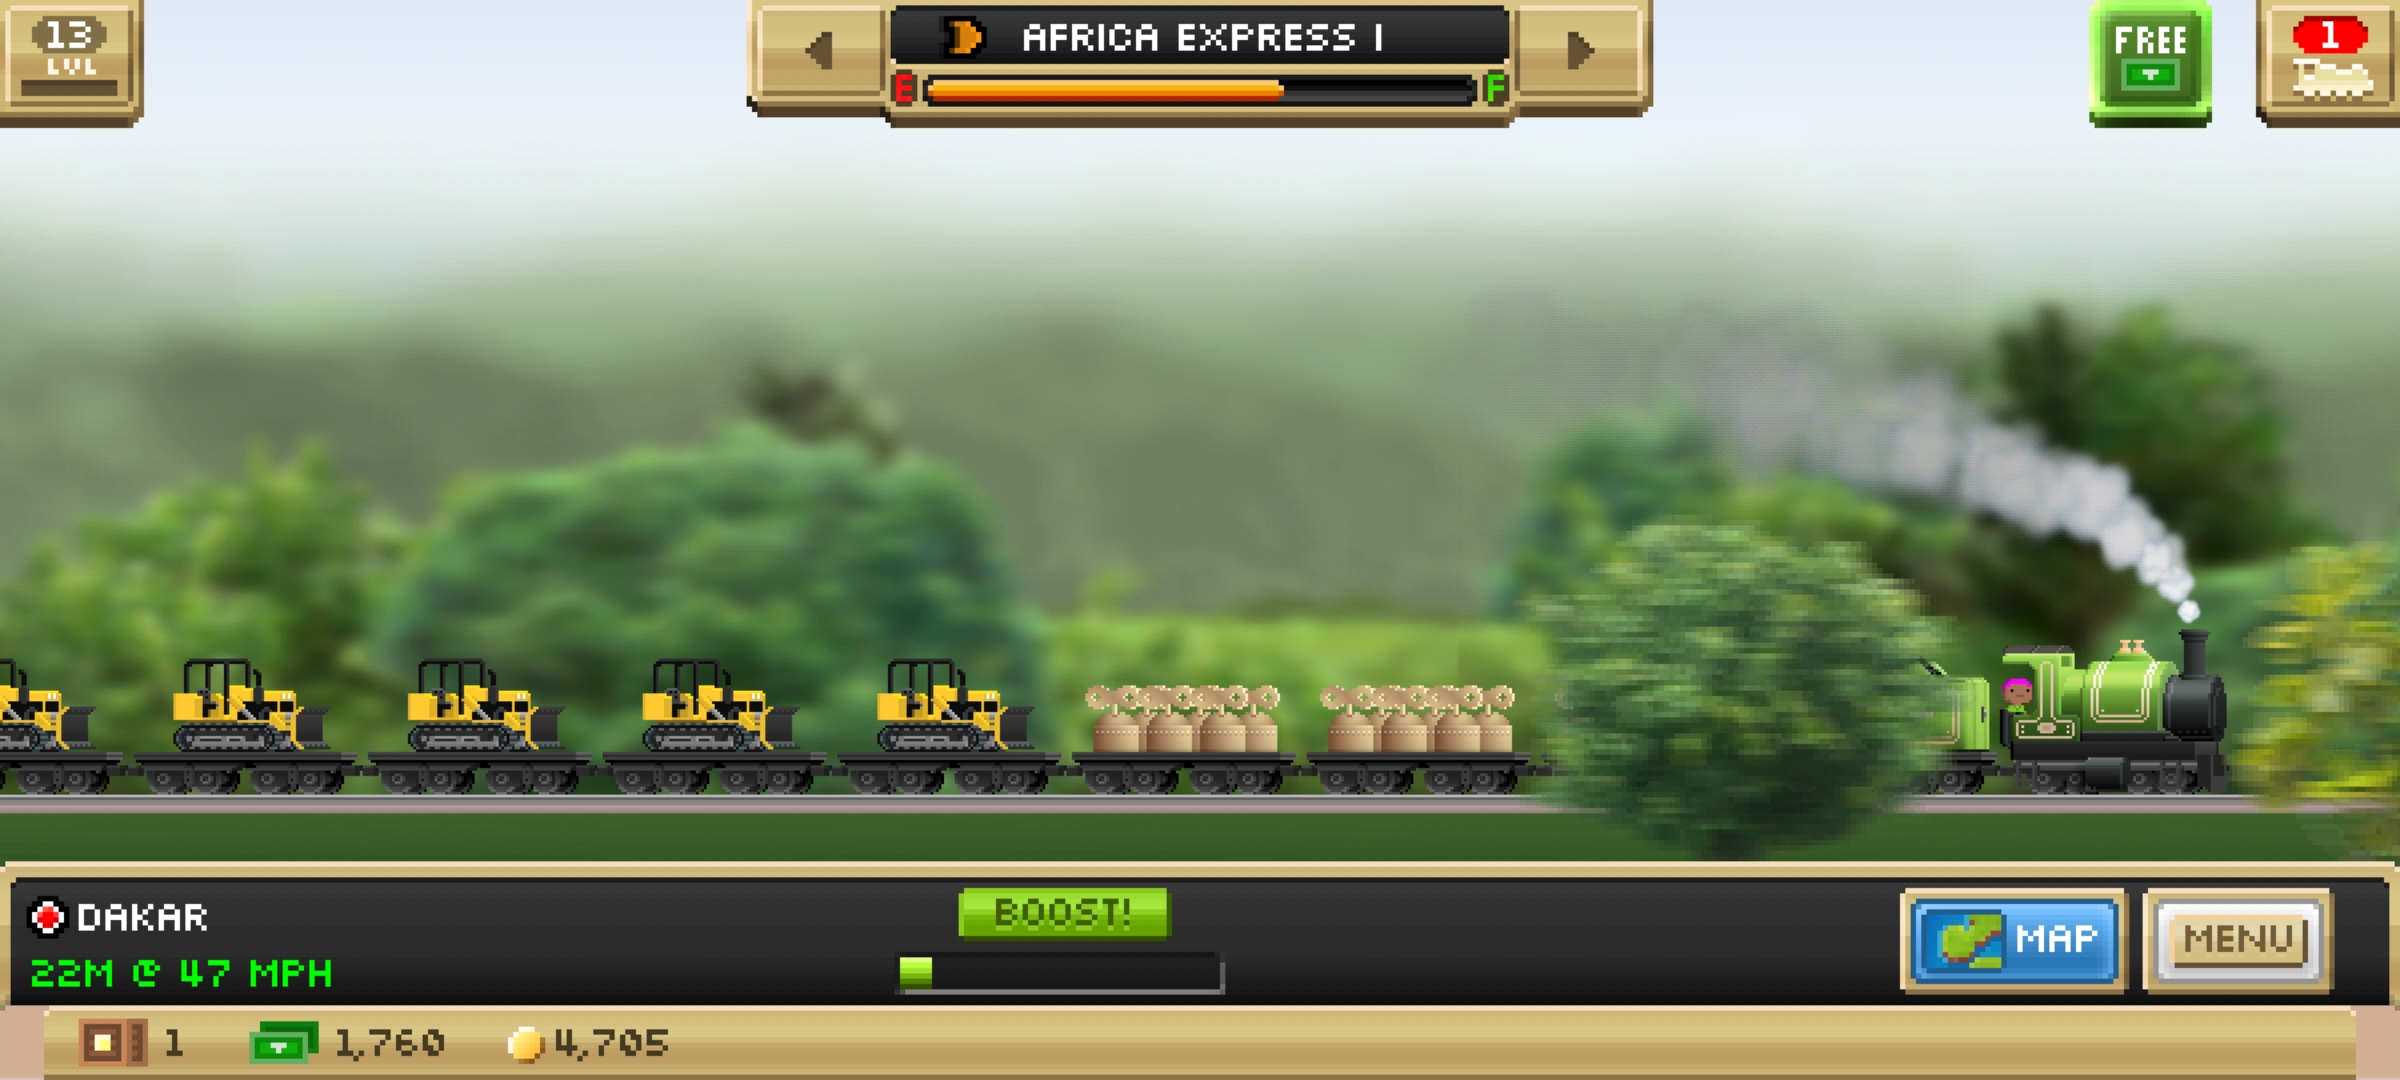 13
LVL
AFRICA EXPRESS I
E
F
FREE
1
DAKAR
22M @ 47 MPH
BOOST!
MAP
MENU
1
1,760
4,705